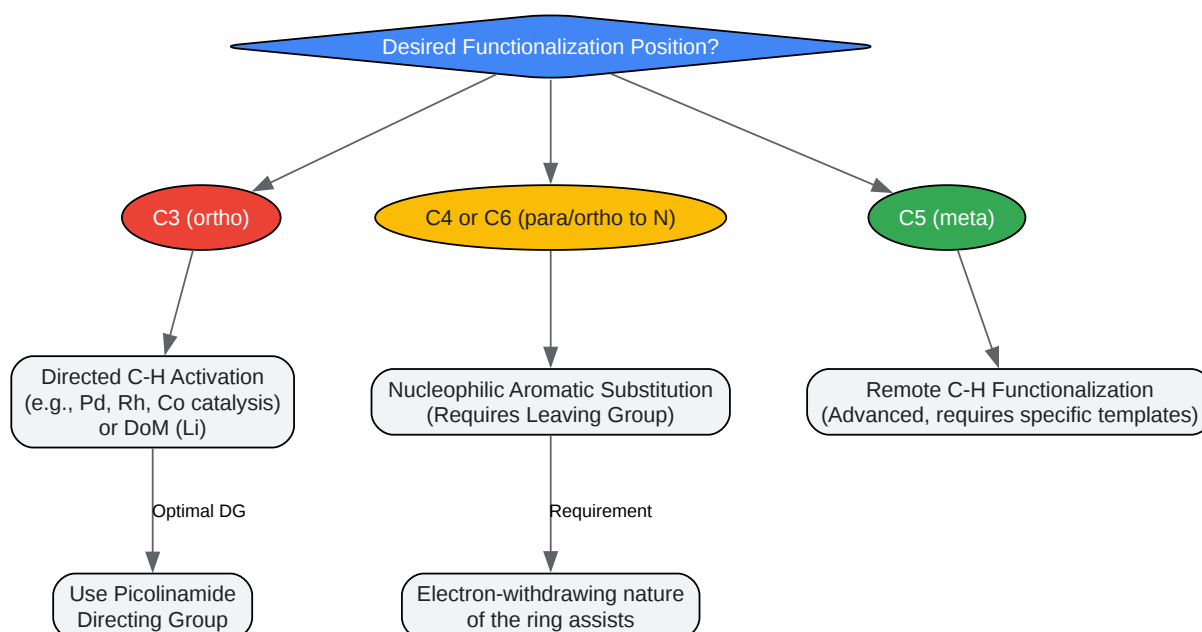 Desired Functionalization Position?
C3 (ortho)
C4 or C6 (para/ortho to N)
C5 (meta)
Directed C-H Activation
(e.g., Pd, Rh, Co catalysis)
or DoM (Li)
Nucleophilic Aromatic Substitution
(Requires Leaving Group)
Remote C-H Functionalization
(Advanced, requires specific templates)
Optimal DG
Requirement
Use Picolinamide
Directing Group
Electron-withdrawing nature
of the ring assists